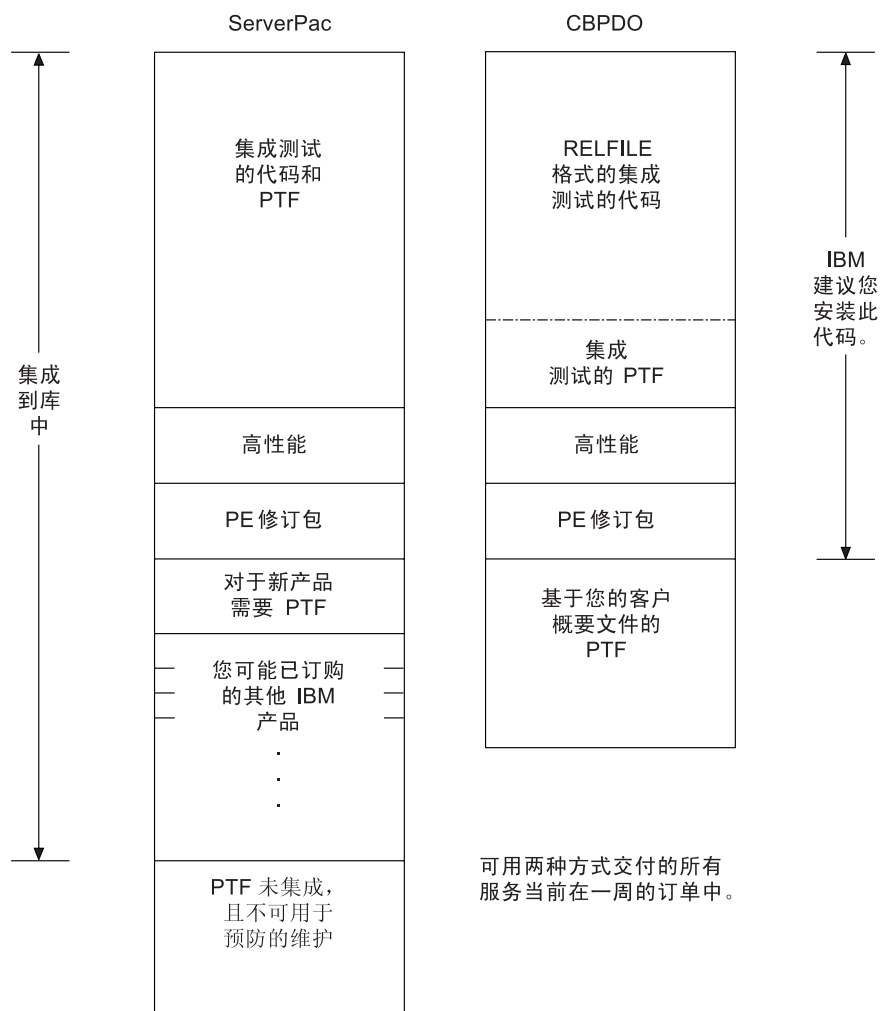 ServerPac
CBPDO
集成测试
的代码和
PTF
RELFILE
格式的集成
测试的代码
IBM
建议您
安装此
代码。
集成
测试的 PTF
集成
到库
中
高性能
高性能
PE修订包
PE修订包
对于新产品
需要 PTF
基于您的客户
概要文件的
PTF
您可能已订购
的其他 IBM
产品
.
.
.
可用两种方式交付的所有
服务当前在一周的订单中。
PTF 未集成，
且不可用于
预防的维护